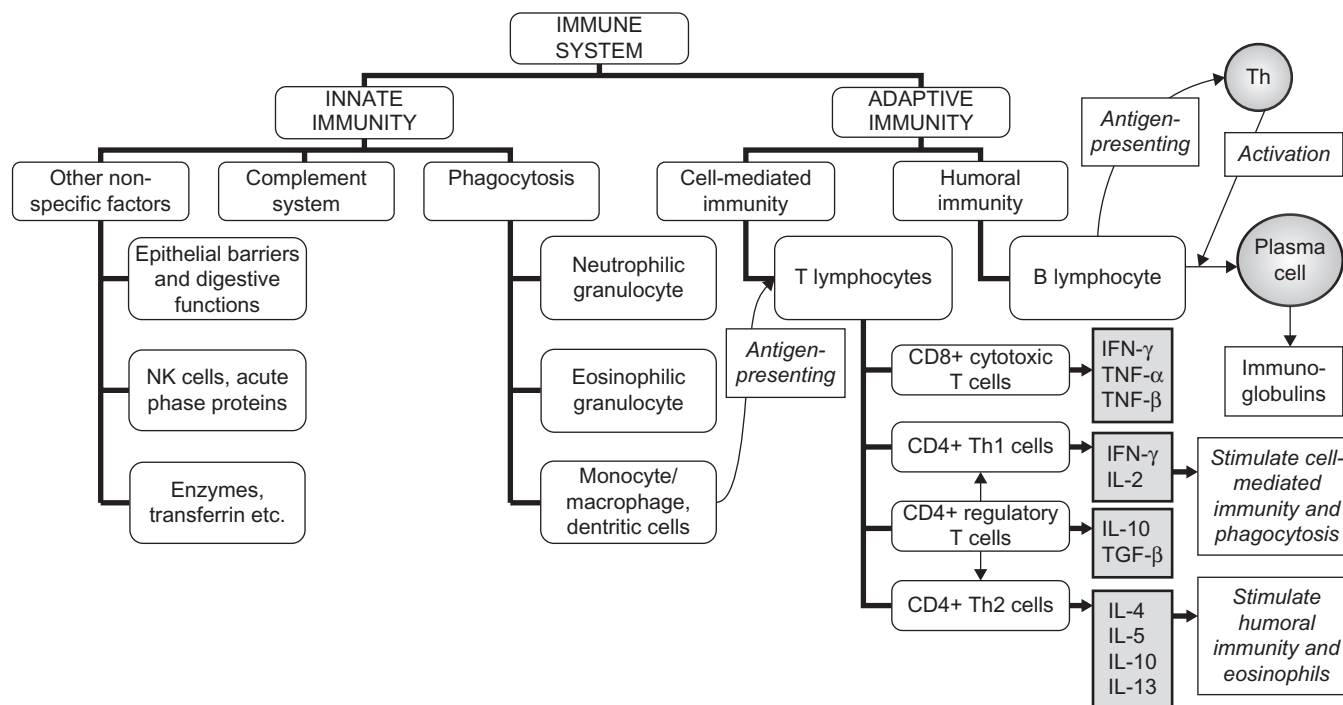 IMMUNE
SYSTEM
INNATE
IMMUNITY
ADAPTIVE
IMMUNITY
Th
Antigen-
presenting
Activation
Other non-
specific factors
Complement
system
Phagocytosis
Cell-mediated
immunity
Humoral
immunity
Epithelial barriers
and digestive
functions
Neutrophilic
granulocyte
T lymphocytes
B lymphocyte
Plasma
cell
NK cells, acute
phase proteins
Eosinophilic
granulocyte
Antigen-
presenting
CD8+ cytotoxic
T cells
IFN-γ
TNF-α
TNF-β
Immuno-
globulins
Enzymes,
transferrin etc.
Monocyte/
macrophage,
dentritic cells
CD4+ Th1 cells
IFN-γ
IL-2
Stimulate cell-
mediated
immunity and
phagocytosis
CD4+ regulatory
T cells
IL-10
TGF-β
CD4+ Th2 cells
IL-4
IL-5
IL-10
IL-13
Stimulate
humoral
immunity and
eosinophils